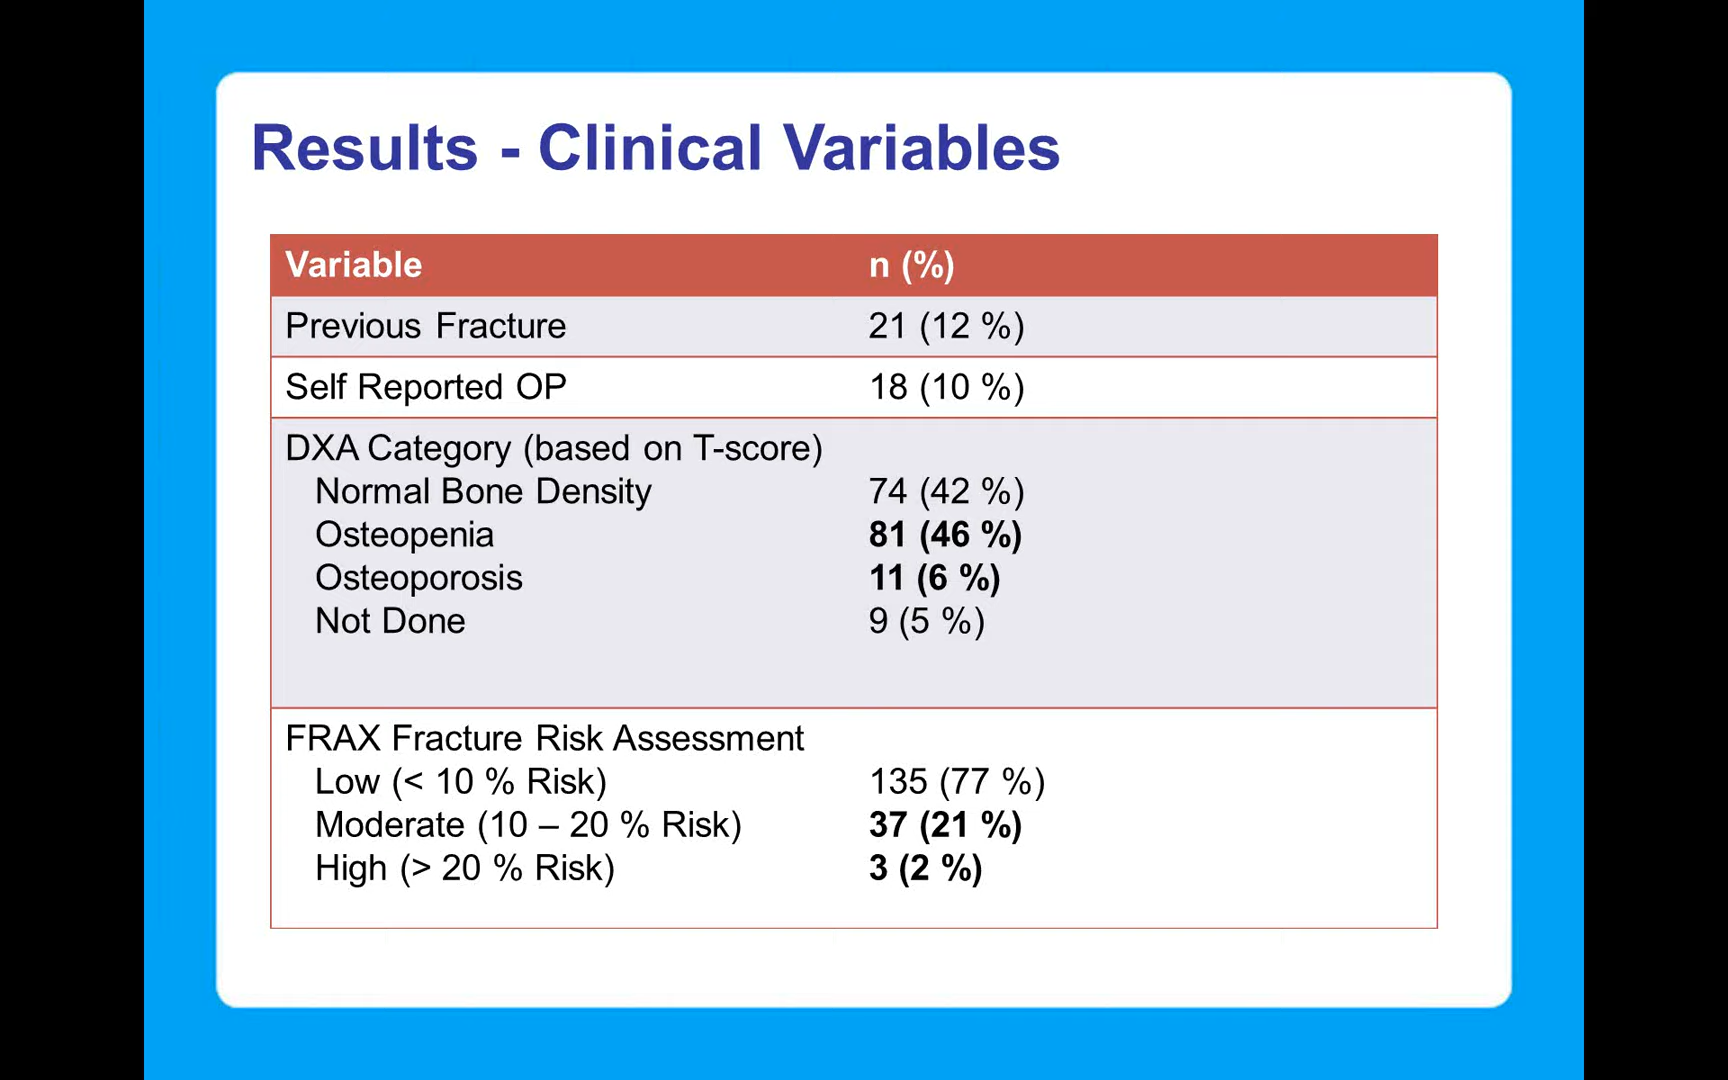 Results - Clinical Variables
Variable n (%)
Previous Fracture 21 (12 %)
Self Reported OP 18 (10 %)
DXA Category (based on T-score)
Normal Bone Density 74 (42 %)
Osteopenia 81 (46 %)
Osteoporosis 11 (6 %)
Not Done 9 (5 %)
FRAX Fracture Risk Assessment
Low (< 10 % Risk) 135 (77 %)
Moderate (10 – 20 % Risk) 37 (21 %)
High (> 20 % Risk) 3 (2 %)